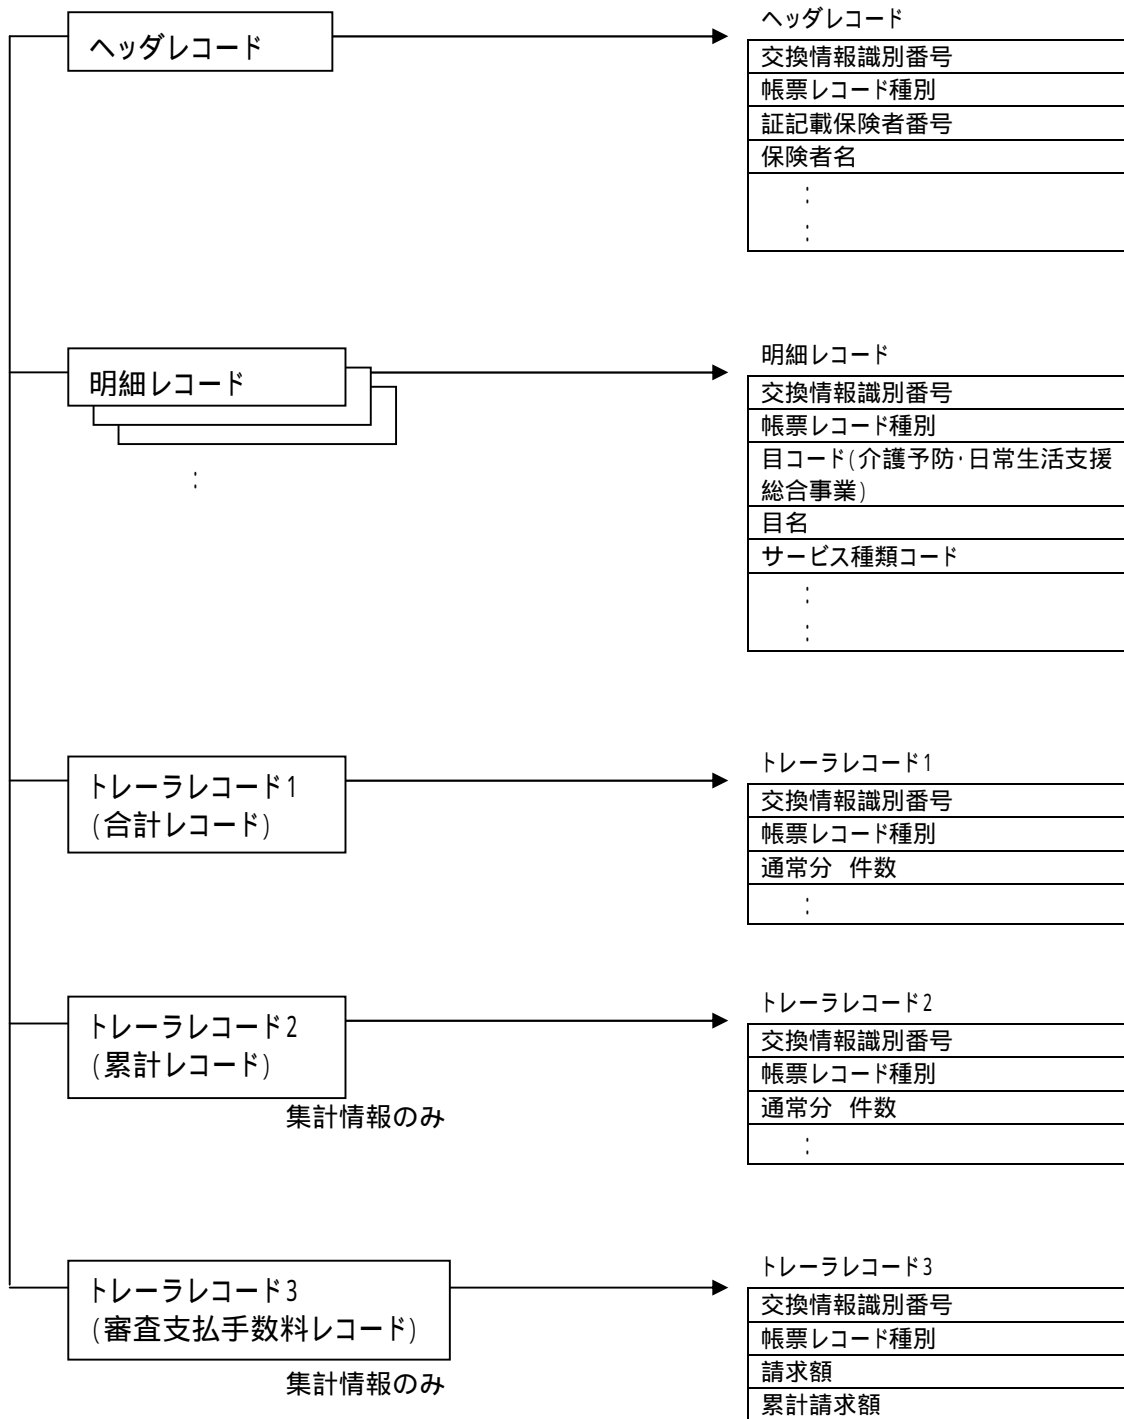 ヘッダレコード
ヘッダレコード
交換情報識別番号
帳票レコード種別
証記載保険者番号
保険者名
:
:
明細レコード
:
明細レコード
交換情報識別番号
帳票レコード種別
目コード(介護予防・日常生活支援
総合事業)
目名
サービス種類コード
:
:
トレーラレコード1
(合計レコード)
トレーラレコード1
交換情報識別番号
帳票レコード種別
通常分 件数
:
トレーラレコード2
(累計レコード)
集計情報のみ
トレーラレコード2
交換情報識別番号
帳票レコード種別
通常分 件数
:
トレーラレコード3
(審査支払手数料レコード)
集計情報のみ
トレーラレコード3
交換情報識別番号
帳票レコード種別
請求額
累計請求額